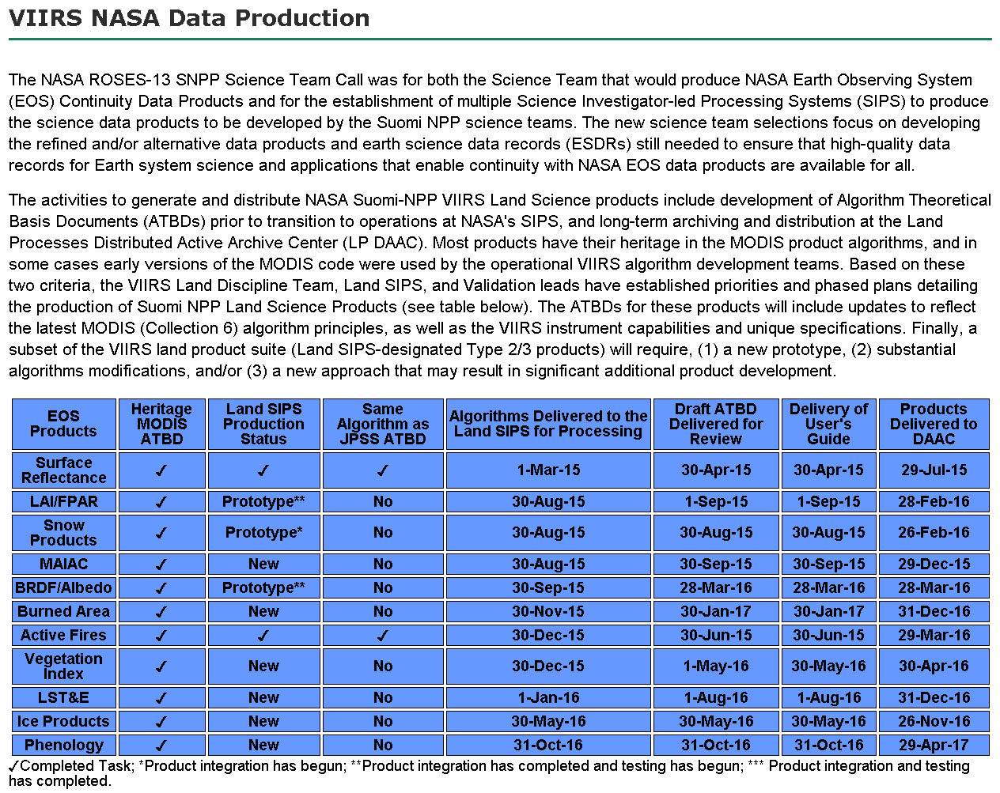 VIIRS NASA Data Production
The NASA ROSES-13 SNPP Science Team Call was for both the Science Team that would produce NASA Earth Observing System
(EOS) Continuity Data Products and for the establishment of multiple Science Investigator-led Processing Systems (SIPS) to produce
the science data products to be developed by the Suomi NPP science teams. The new science team selections focus on developing
the refined and/or alternative data products and earth science data records (ESDRs) still needed to ensure that high-quality data
records for Earth system science and applications that enable continuity with NASA EOS data products are available for all.
The activities to generate and distribute NASA Suomi-NPP VIIRS Land Science products include development of Algorithm Theoretical
Basis Documents (ATBDs) prior to transition to operations at NASA's SIPS, and long-term archiving and distribution at the Land
Processes Distributed Active Archive Center (LP DAAC). Most products have their heritage in the MODIS product algorithms, and in
some cases early versions of the MODIS code were used by the operational VIIRS algorithm development teams. Based on these
two criteria, the VIIRS Land Discipline Team, Land SIPS, and Validation leads have established priorities and phased plans detailing
the production of Suomi NPP Land Science Products (see table below). The ATBDs for these products will include updates to reflect
the latest MODIS (Collection 6) algorithm principles, as well as the VIIRS instrument capabilities and unique specifications. Finally, a
subset of the VIIRS land product suite (Land SIPS-designated Type 2/3 products) will require, (1) a new prototype, (2) substantial
algorithms modifications, and/or (3) a new approach that may result in significant additional product development.
EOS Products | Heritage MODIS ATBD | Land SIPS Production Status | Same Algorithm as JPSS ATBD | Algorithms Delivered to the Land SIPS for Processing | Draft ATBD Delivered for Review | Delivery of User's Guide | Products Delivered to DAAC
Surface Reflectance | ✓ | ✓ | ✓ | 1-Mar-15 | 30-Apr-15 | 30-Apr-15 | 29-Jul-15
LAI/FPAR | ✓ | Prototype** | No | 30-Aug-15 | 1-Sep-15 | 1-Sep-15 | 28-Feb-16
Snow Products | ✓ | Prototype* | No | 30-Aug-15 | 30-Aug-15 | 30-Aug-15 | 26-Feb-16
MAIAC | ✓ | New | No | 30-Aug-15 | 30-Sep-15 | 30-Sep-15 | 29-Dec-15
BRDF/Albedo | ✓ | Prototype** | No | 30-Sep-15 | 28-Mar-16 | 28-Mar-16 | 28-Mar-16
Burned Area | ✓ | New | No | 30-Nov-15 | 30-Jan-17 | 30-Jan-17 | 31-Dec-16
Active Fires | ✓ | ✓ | ✓ | 30-Dec-15 | 30-Jun-15 | 30-Jun-15 | 29-Mar-16
Vegetation Index | ✓ | New | No | 30-Dec-15 | 1-May-16 | 30-May-16 | 30-Apr-16
LST&E | ✓ | New | No | 1-Jan-16 | 1-Aug-16 | 1-Aug-16 | 31-Dec-16
Ice Products | ✓ | New | No | 30-May-16 | 30-May-16 | 30-May-16 | 26-Nov-16
Phenology | ✓ | New | No | 31-Oct-16 | 31-Oct-16 | 31-Oct-16 | 29-Apr-17
✓Completed Task; *Product integration has begun; **Product integration has completed and testing has begun; *** Product integration and testing
has completed.